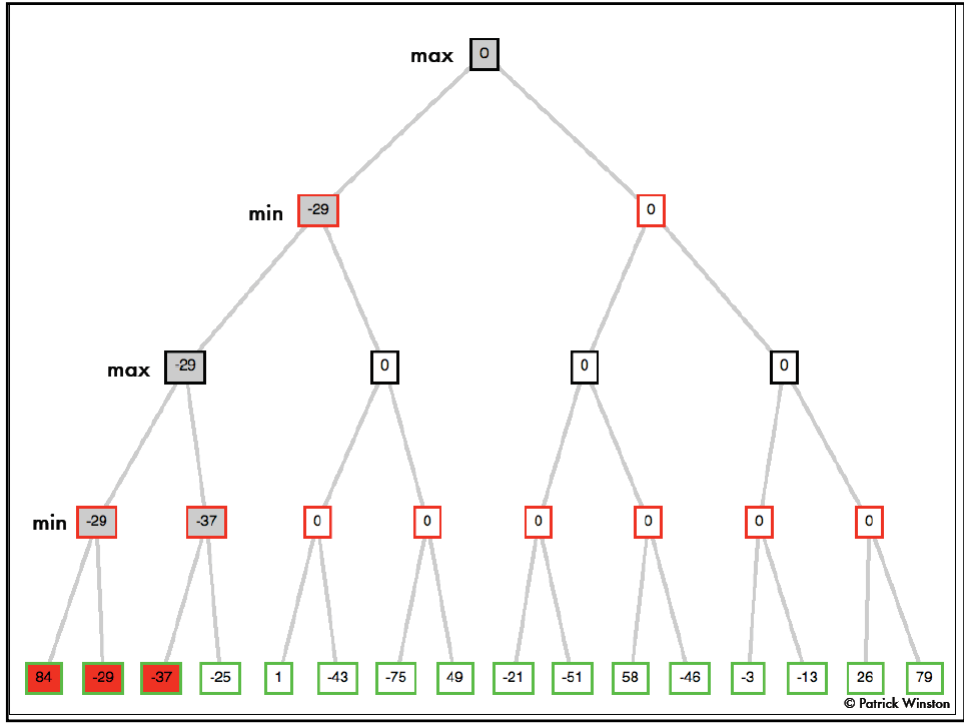 max 0
min -29 0
max -29 0 0 0
min -29 -37 0 0 0 0 0 0
84 -29 -37 -25 1 -43 -75 49 -21 -51 58 -46 -3 -13 26 79
© Patrick Winston